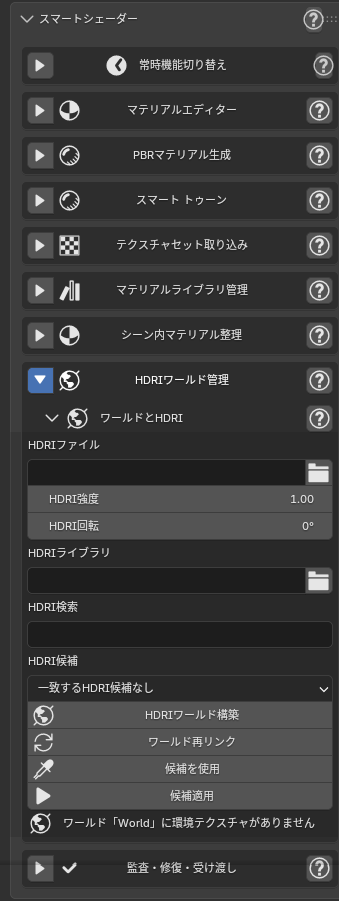 スマートシェーダー
常時機能切り替え
マテリアルエディター
PBRマテリアル生成
スマート トゥーン
テクスチャセット取り込み
マテリアルライブラリ管理
シーン内マテリアル整理
HDRIワールド管理
ワールドとHDRI
HDRIファイル
HDRI強度 1.00
HDRI回転 0°
HDRIライブラリ
HDRI検索
HDRI候補
一致するHDRI候補なし
HDRIワールド構築
ワールド再リンク
候補を使用
候補適用
ワールド「World」に環境テクスチャがありません
監査・修復・受け渡し